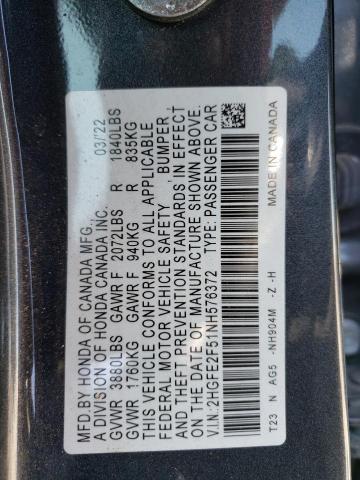 MFD.BY HONDA OF CANADA MFG. 03/'22
A DIVISION OF HONDA CANADA INC.
GVWR 3880LBS GAWR F 2072LBS R 1840LBS
GVWR 1760KG GAWR F 940KG R 835KG
THIS VEHICLE CONFORMS TO ALL APPLICABLE
FEDERAL MOTOR VEHICLE SAFETY BUMPER,
AND THEFT PREVENTION STANDARDS IN EFFECT
ON THE DATE OF MANUFACTURE SHOWN ABOVE.
V.I.N.: 2HGFE2F51NH576372 TYPE: PASSENGER CAR
T23 N AG5 -NH904M -Z -H MADE IN CANADA